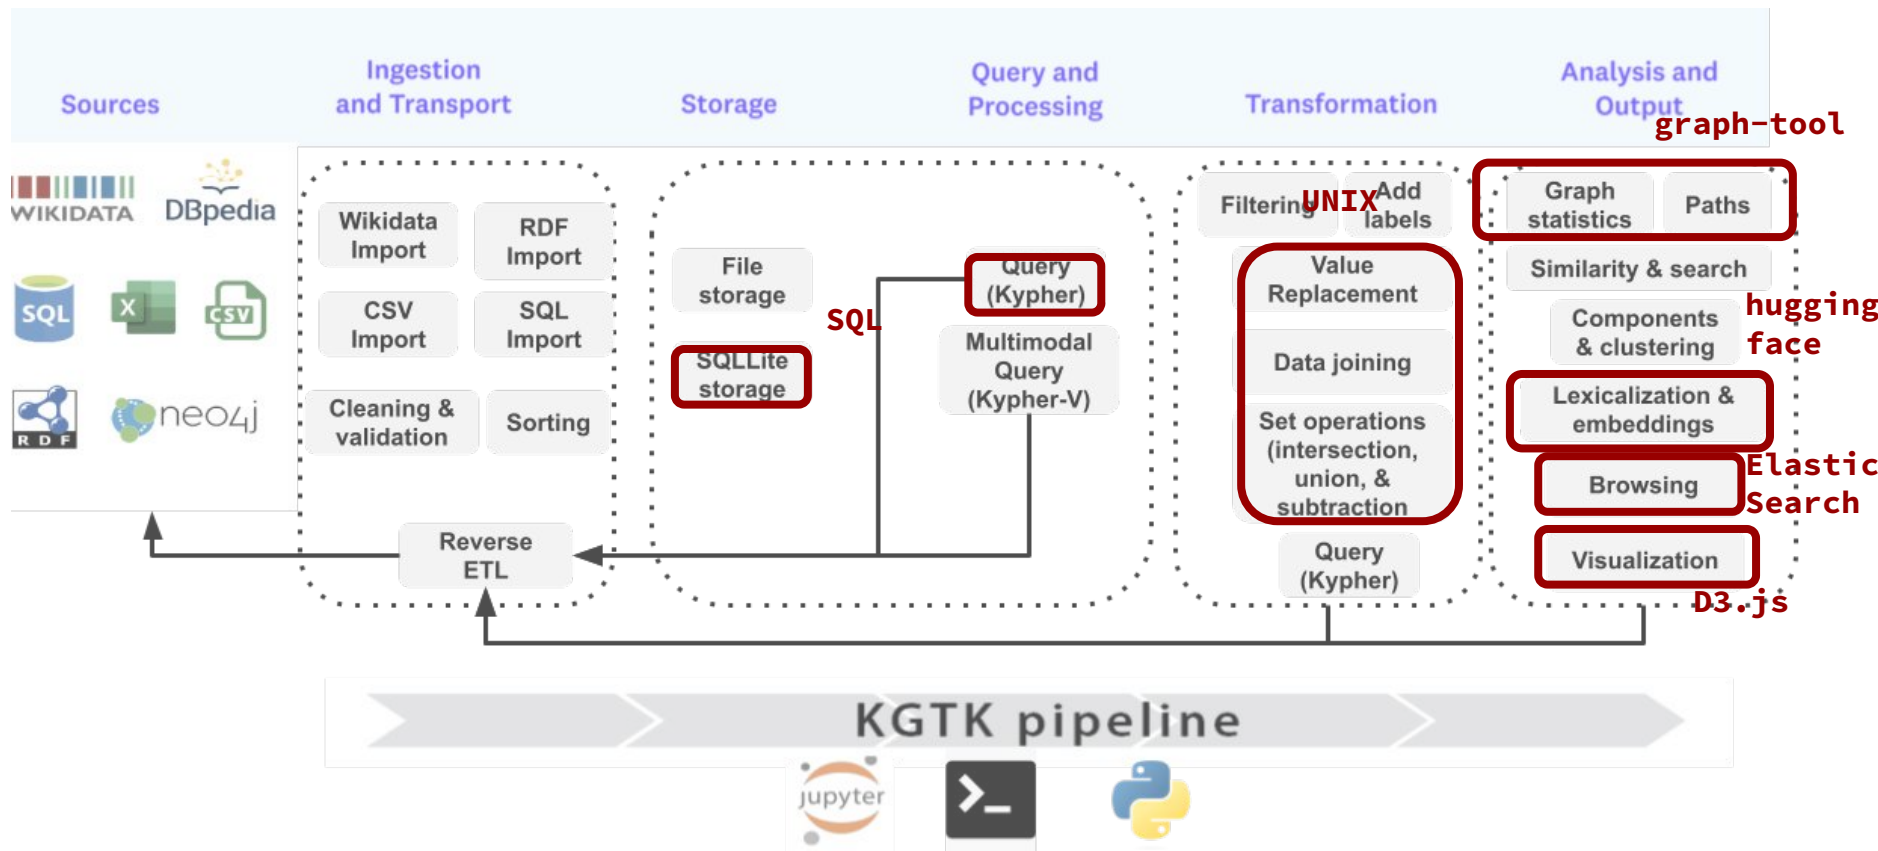 Sources
Ingestion
and Transport
Storage
Query and
Processing
Transformation
Analysis and
Output
graph-tool
WIKIDATA
DBpedia
SQL
X
CSV
RDF
neo4j
Wikidata
Import
RDF
Import
CSV
Import
SQL
Import
Cleaning &
validation
Sorting
Reverse
ETL
File
storage
SQLLite
storage
SQL
Query
(Kypher)
Multimodal
Query
(Kypher-V)
Filtering
UNIX
Add
labels
Value
Replacement
Data joining
Set operations
(intersection,
union, &
subtraction
Query
(Kypher)
Graph
statistics
Paths
Similarity & search
Components
& clustering
hugging
face
Lexicalization &
embeddings
Browsing
Elastic
Search
Visualization
D3.js
KGTK pipeline
jupyter
>_